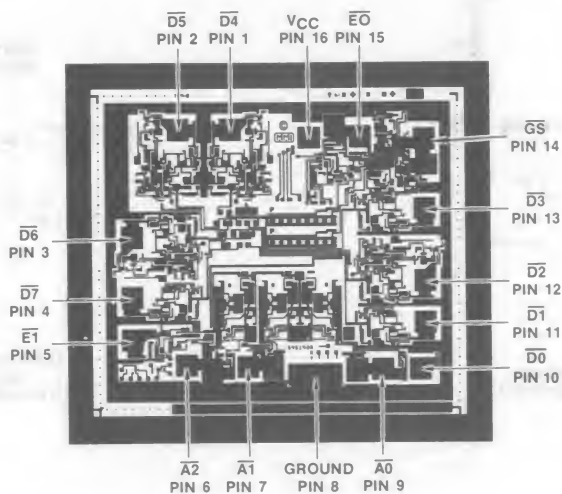 D5
PIN 2
D4
PIN 1
VCC
PIN 16
EO
PIN 15
GS
PIN 14
D3
PIN 13
D2
PIN 12
D1
PIN 11
D0
PIN 10
D6
PIN 3
D7
PIN 4
E1
PIN 5
A2
PIN 6
A1
PIN 7
GROUND
PIN 8
A0
PIN 9
©